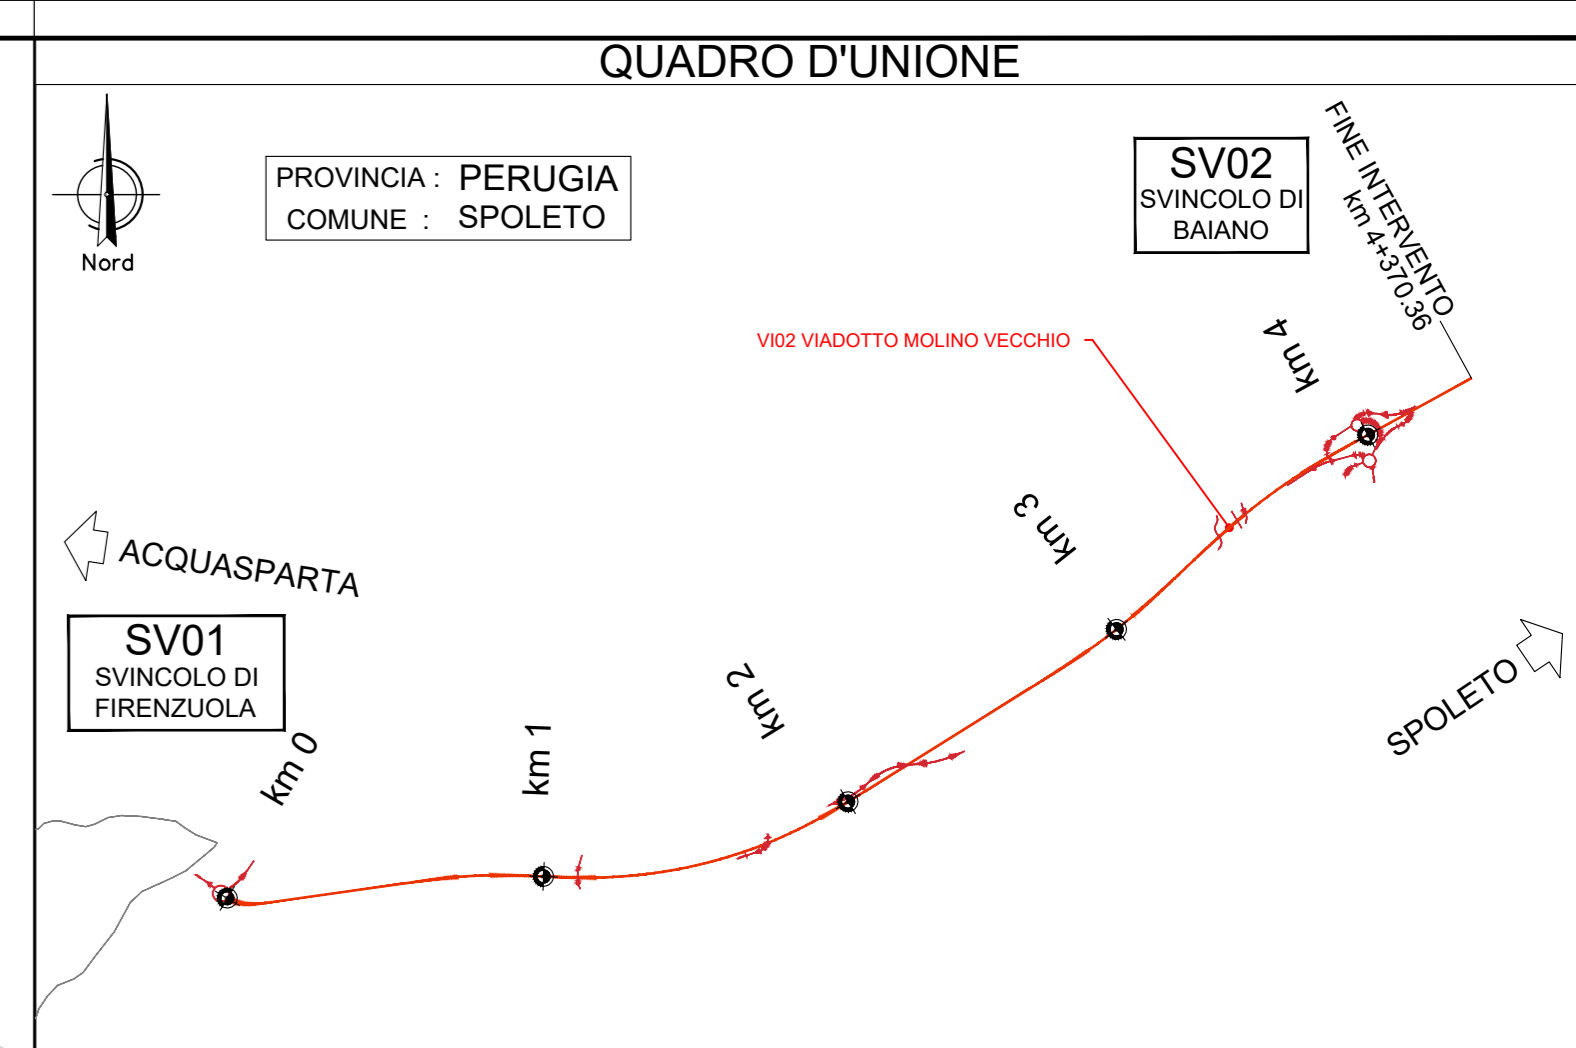 QUADRO D'UNIONE
Nord
PROVINCIA : PERUGIA
COMUNE : SPOLETO
SV02
SVINCOLO DI
BAIANO
FINE INTERVENTO
km 4+370.36
VI02 VIADOTTO MOLINO VECCHIO
km 4
km 3
ACQUASPARTA
SV01
SVINCOLO DI
FIRENZUOLA
km 2
km 1
km 0
SPOLETO